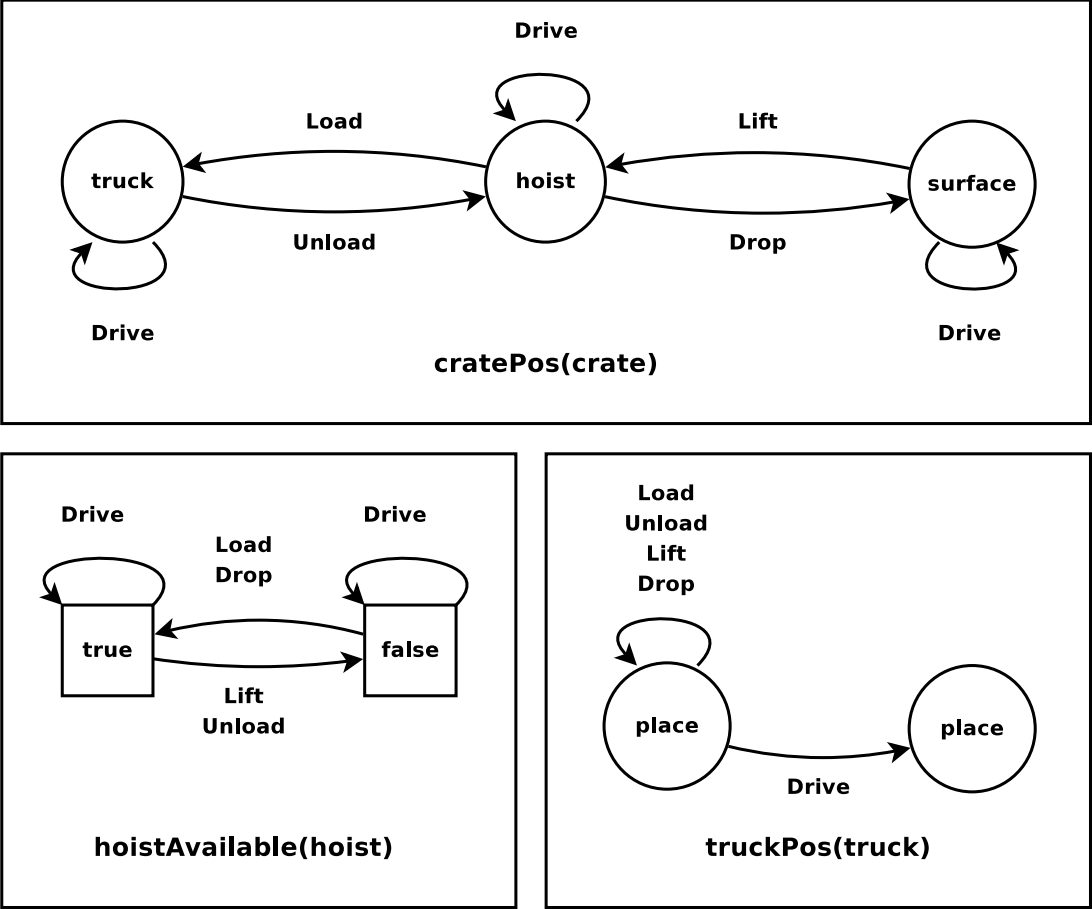 Drive
Load
Lift
truck
hoist
surface
Unload
Drop
Drive
Drive
cratePos(crate)
Drive
Drive
Load
Drop
true
false
Lift
Unload
hoistAvailable(hoist)
Load
Unload
Lift
Drop
place
place
Drive
truckPos(truck)